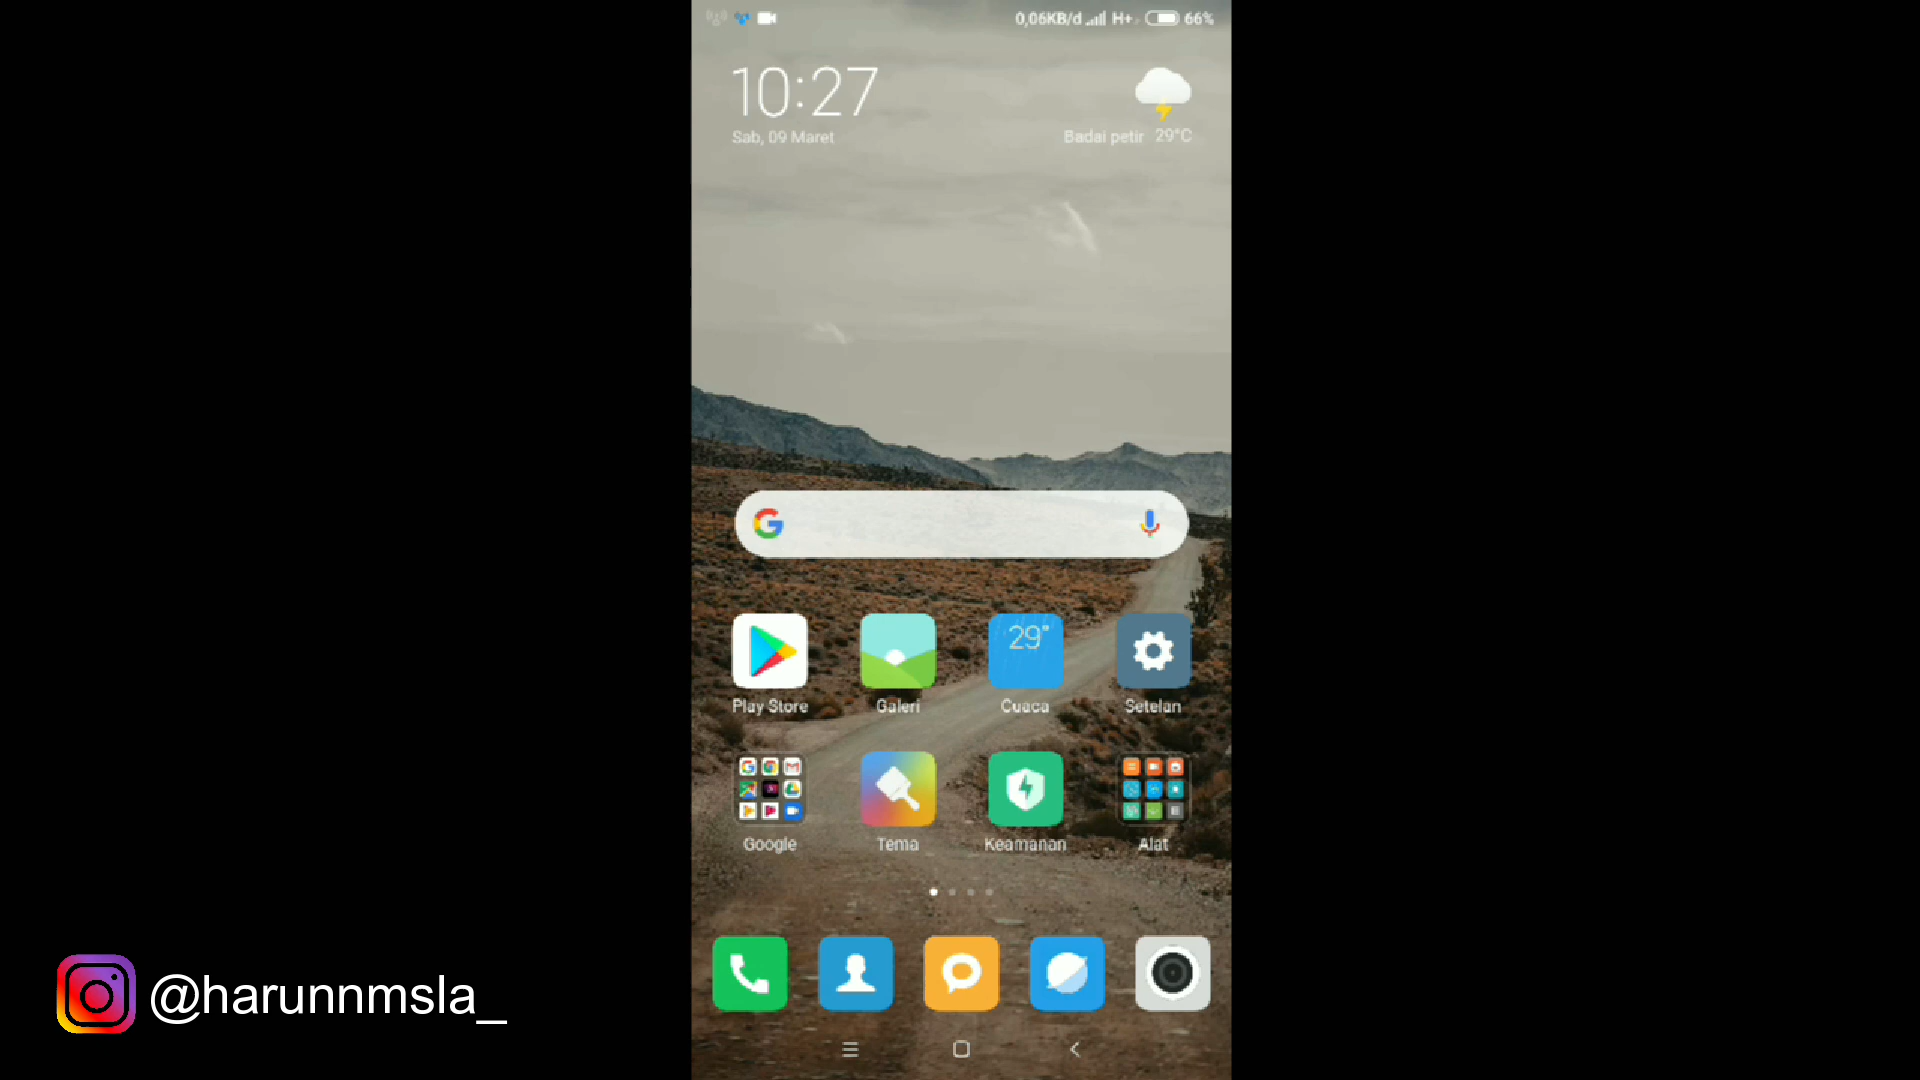 0,06KB/d H+ 66%
10:27
Sab, 09 Maret
Badai petir 29°C
29°
Play Store Galeri Cuaca Setelan
Google Tema Keamanan Alat
@harunnmsla_